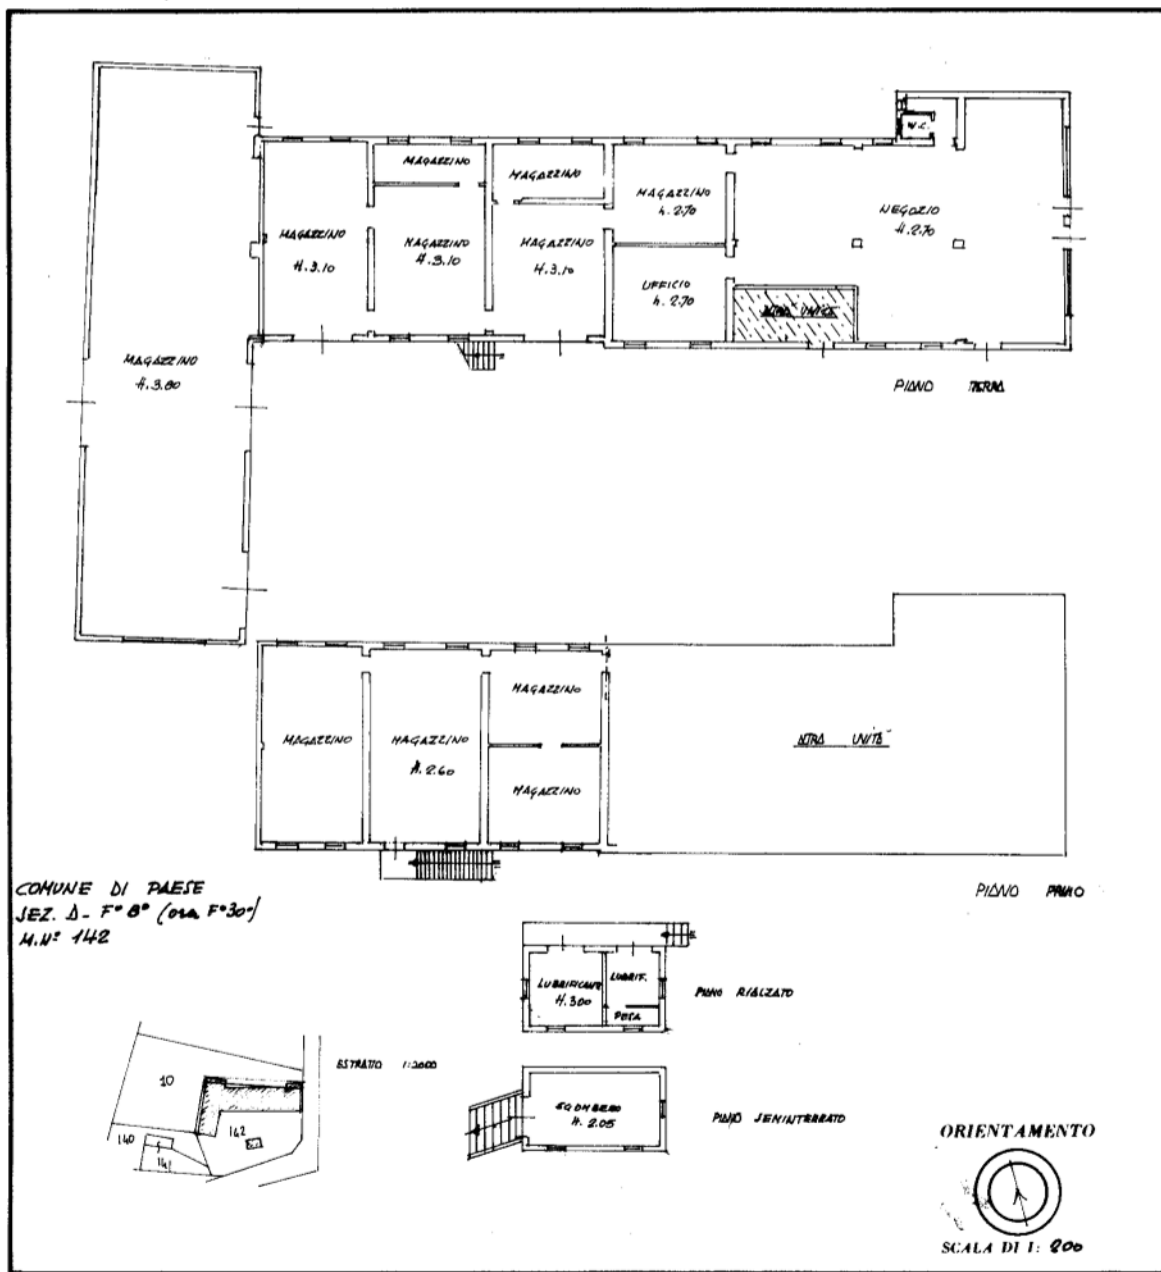 W.C.
MAGAZZINO
MAGAZZINO
MAGAZZINO
H. 2.70
NEGOZIO
H. 2.70
MAGAZZINO
H. 3.10
MAGAZZINO
H. 3.10
MAGAZZINO
H. 3.10
UFFICIO
H. 2.70
ALTRA UNITÀ
MAGAZZINO
H. 3.80
PIANO TERRA
MAGAZZINO
MAGAZZINO
H. 2.60
MAGAZZINO
MAGAZZINO
ALTRA UNITÀ
PIANO PRIMO
COMUNE DI PAESE
SEZ. D - F° 8° (ora F° 30°)
M.N° 142
LUBRIFICANTI
H. 3.00
LUBRIF.
PESA
PIANO RIALZATO
ESTRATTO 1:2000
10
140
141
142
SGOMBERO
H. 2.05
PIANO SEMINTERRATO
ORIENTAMENTO
SCALA DI 1: 200